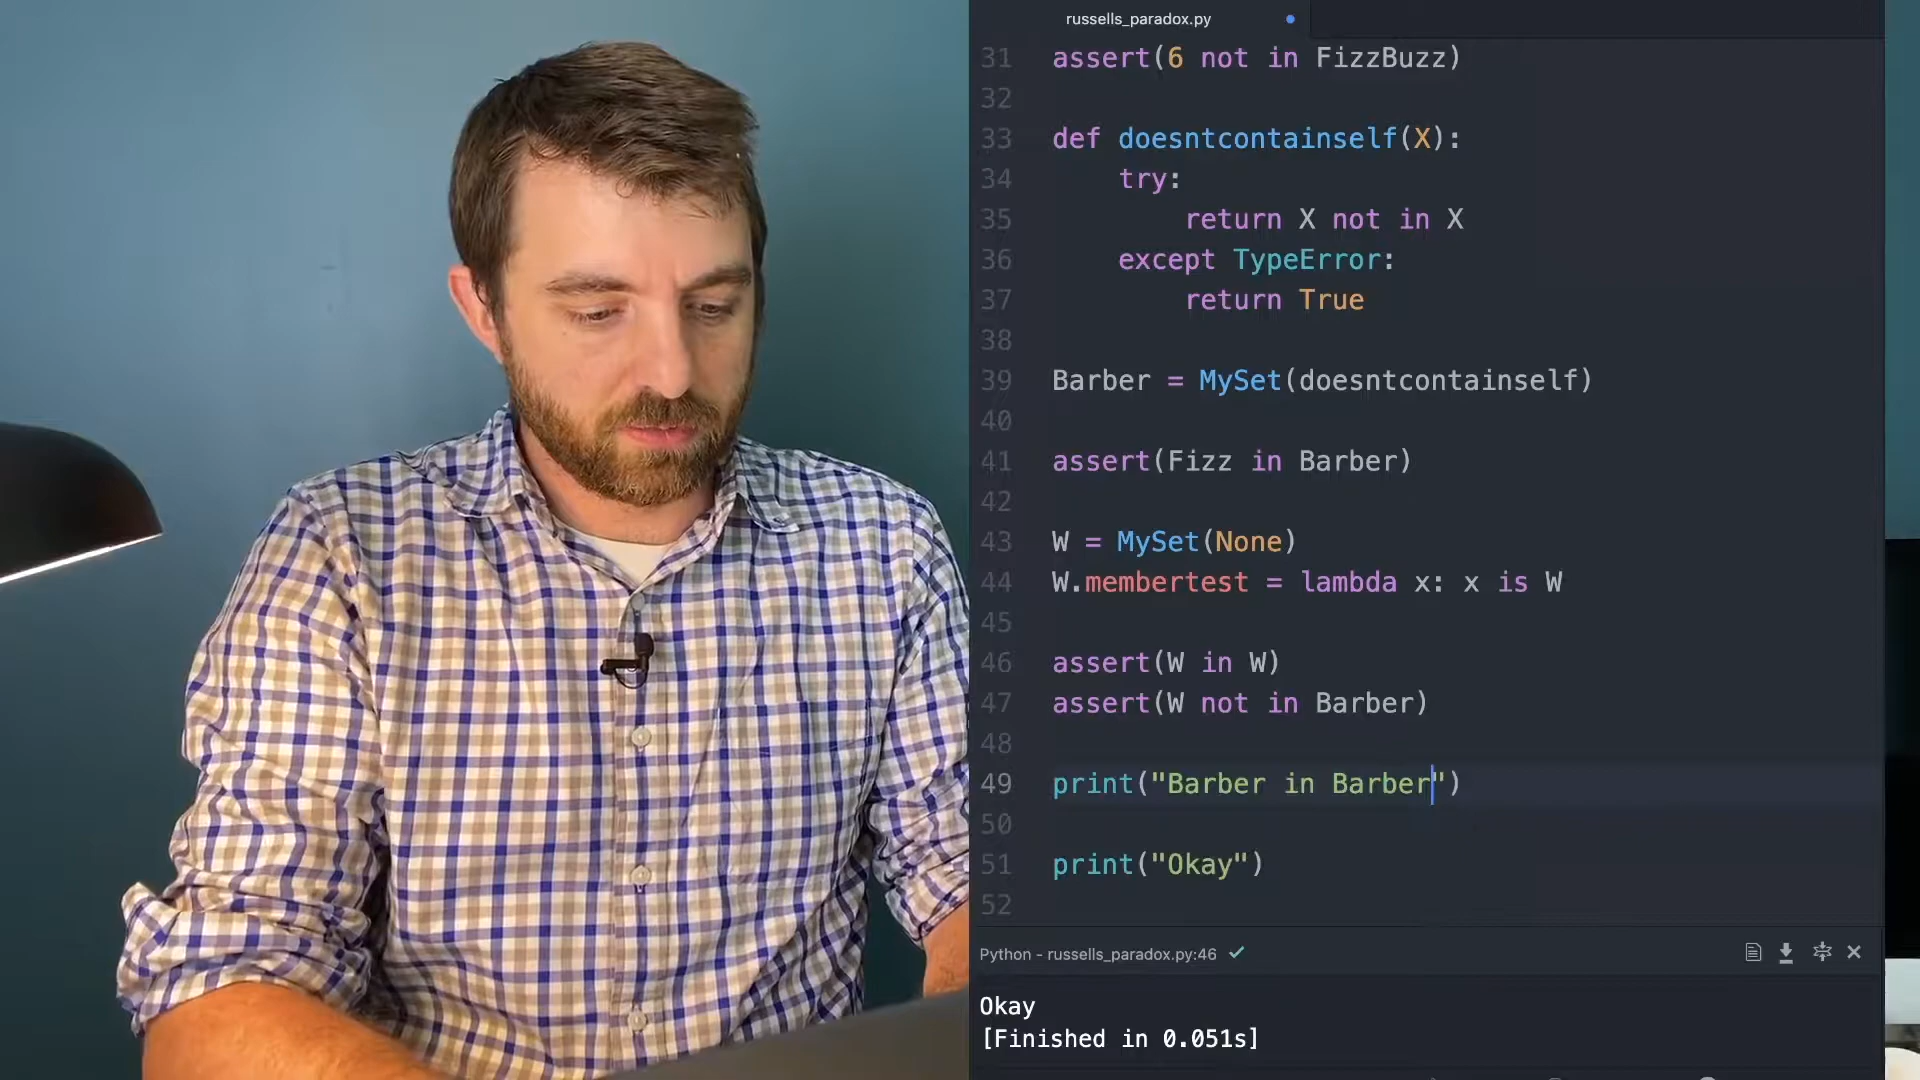 russells_paradox.py
31 assert(6 not in FizzBuzz)
32
33 def doesntcontainself(X):
34 try:
35 return X not in X
36 except TypeError:
37 return True
38
39 Barber = MySet(doesntcontainself)
40
41 assert(Fizz in Barber)
42
43 W = MySet(None)
44 W.membertest = lambda x: x is W
45
46 assert(W in W)
47 assert(W not in Barber)
48
49 print("Barber in Barber")
50
51 print("Okay")
52
Python - russells_paradox.py:46
Okay
[Finished in 0.051s]